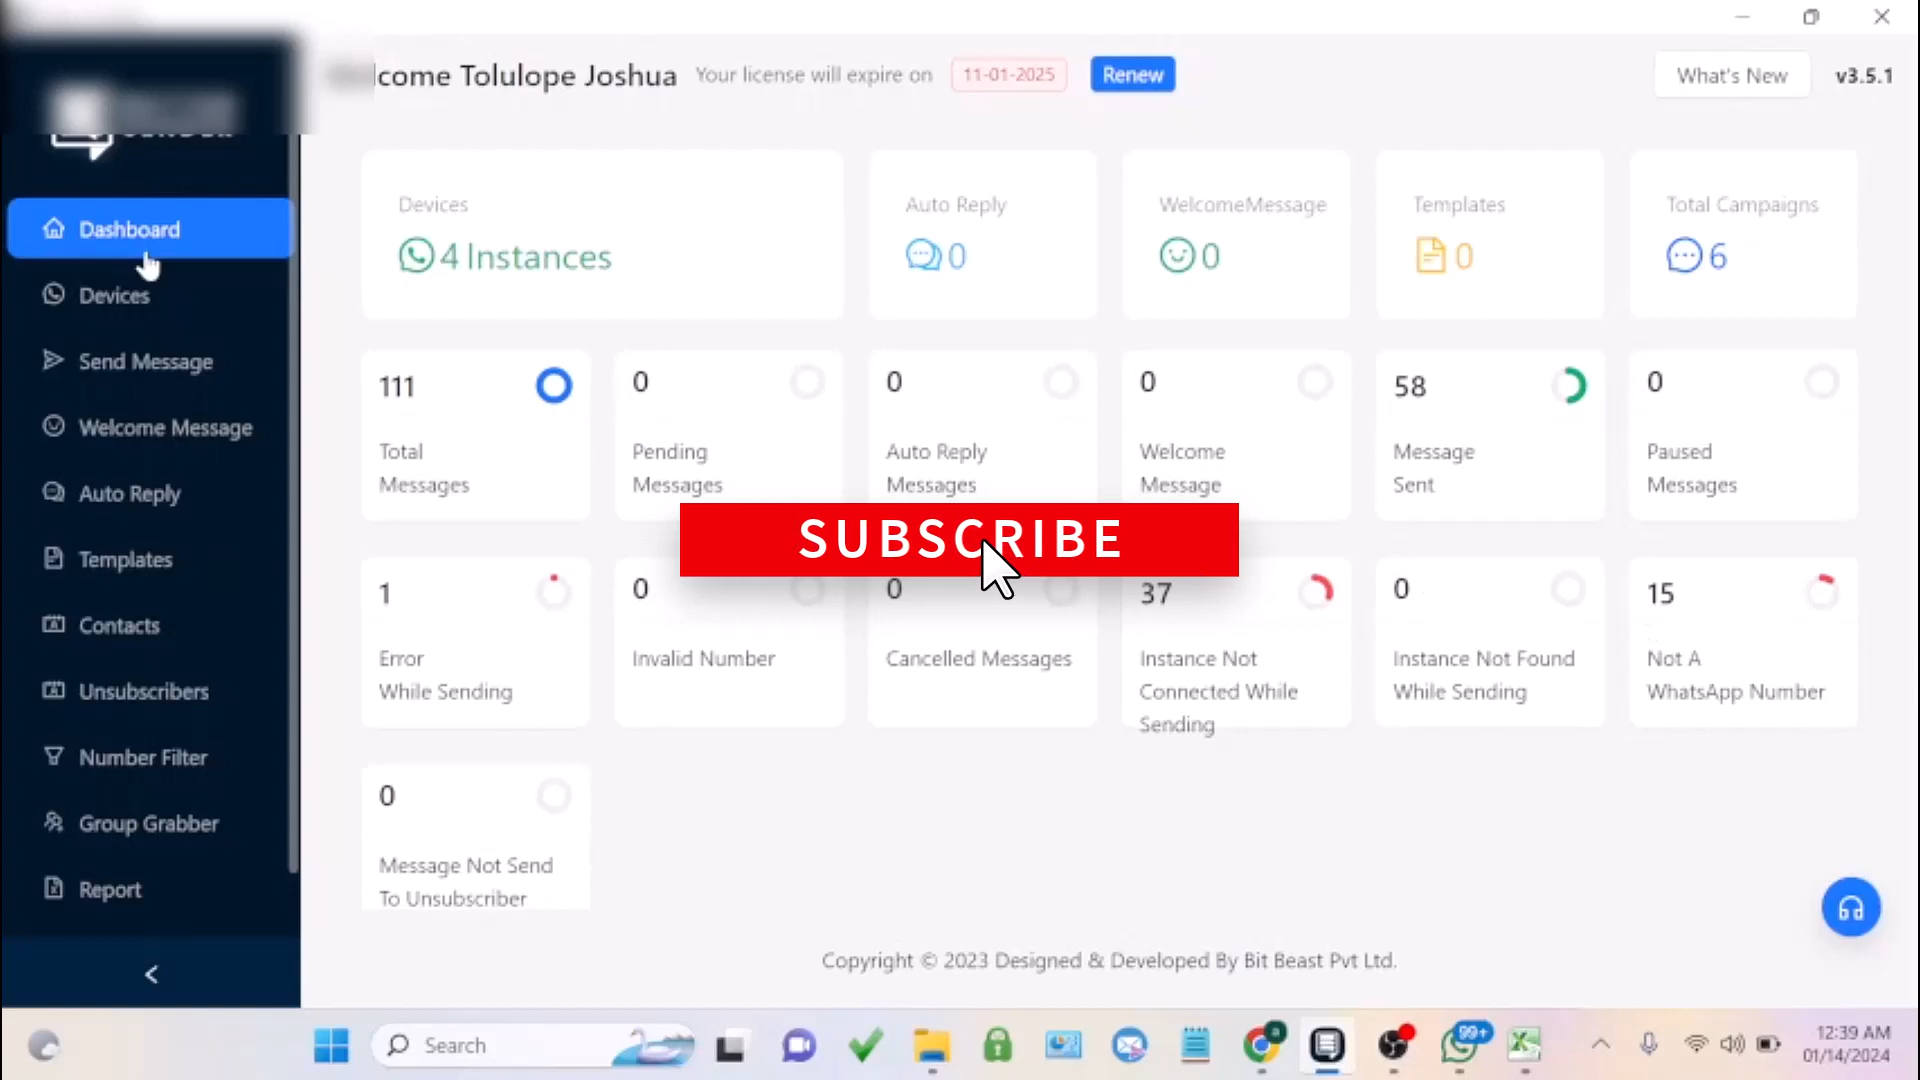 lcome Tolulope Joshua Your license will expire on 11-01-2025 Renew What's New v3.5.1
Dashboard
Devices
Send Message
Welcome Message
Auto Reply
Templates
Contacts
Unsubscribers
Number Filter
Group Grabber
Report
Devices
4 Instances
Auto Reply
0
WelcomeMessage
0
Templates
0
Total Campaigns
6
111
Total
Messages
0
Pending
Messages
0
Auto Reply
Messages
0
Welcome
Message
58
Message
Sent
0
Paused
Messages
SUBSCRIBE
1
Error
While Sending
0
Invalid Number
0
Cancelled Messages
37
Instance Not
Connected While
Sending
0
Instance Not Found
While Sending
15
Not A
WhatsApp Number
0
Message Not Send
To Unsubscriber
Copyright © 2023 Designed & Developed By Bit Beast Pvt Ltd.
Search
99+
12:39 AM
01/14/2024